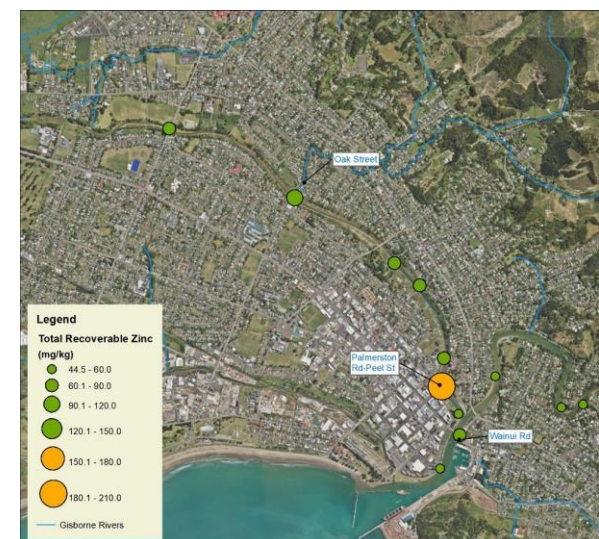 Oak Street
Legend
Total Recoverable Zinc
(mg/kg)
44.5 - 60.0
60.1 - 90.0
90.1 - 120.0
120.1 - 150.0
150.1 - 180.0
180.1 - 210.0
Gisborne Rivers
Palmerston
Rd-Peel St
Wainui Rd